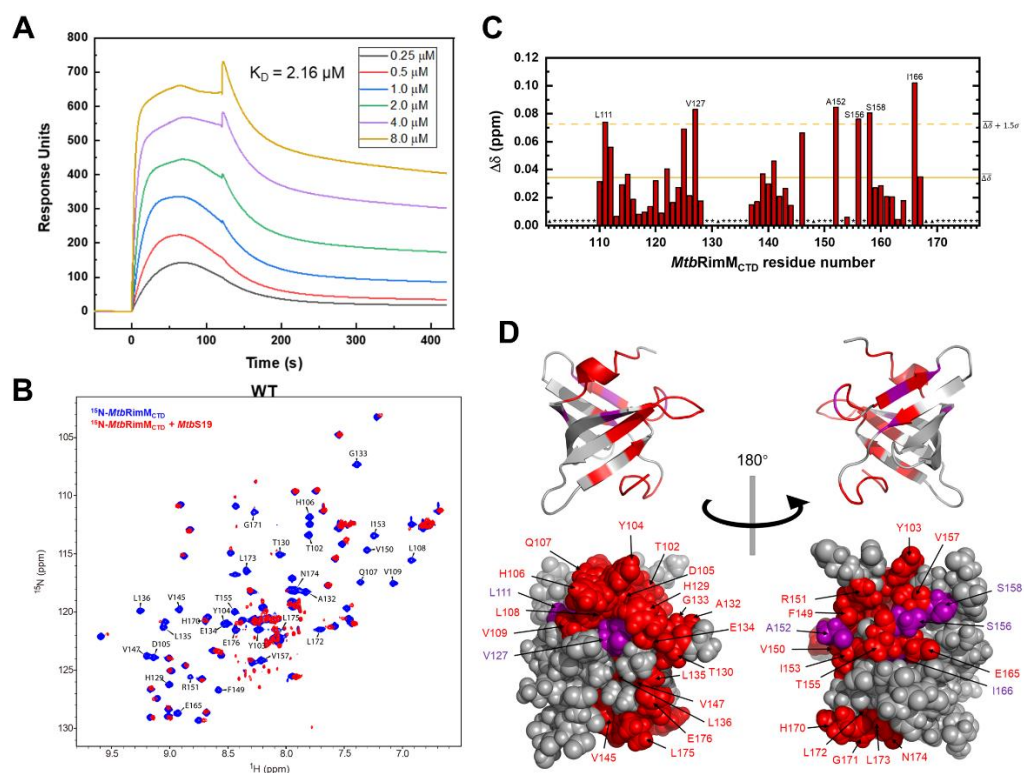 A
800
700
600
500
400
300
200
100
0
Response Units
K_D = 2.16 µM
0.25 µM
0.5 µM
1.0 µM
2.0 µM
4.0 µM
8.0 µM
0
100
200
300
400
Time (s)
B
WT
¹⁵N-MtbRimM_CTD
¹⁵N-MtbRimM_CTD + MtbS19
105
110
115
120
125
130
¹⁵N (ppm)
G133
H106
G171
I153
T130
T102
V150
L108
L173
N174
Q107
V109
A132
L136
V145
T155
H170
Y104
L175
E134
L135
E176
Y103
L171
V147
D105
V157
H129
R151
F149
E165
9.5
9.0
8.5
8.0
7.5
7.0
¹H (ppm)
C
0.12
0.10
0.08
0.06
0.04
0.02
0.00
Δδ (ppm)
L111
V127
A152
S156
S158
I166
Δδ + 1.5σ
Δδ
110
120
130
140
150
160
170
MtbRimM_CTD residue number
D
180°
Y104
Q107
T102
H106
D105
L111
H129
L108
G133
A132
V109
E134
V127
L135
T130
V147
L136
E176
V145
L175
Y103
V157
R151
S158
F149
A152
S156
V150
I153
E165
T155
I166
H170
L172
G171
L173
N174